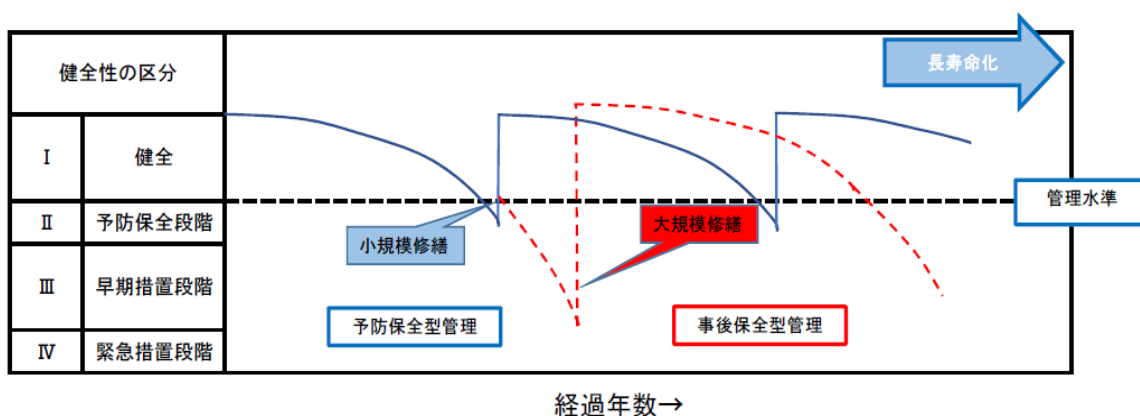 長寿命化
健全性の区分
Ⅰ 健全
管理水準
Ⅱ 予防保全段階
小規模修繕
大規模修繕
Ⅲ 早期措置段階
予防保全型管理
事後保全型管理
Ⅳ 緊急措置段階
経過年数→